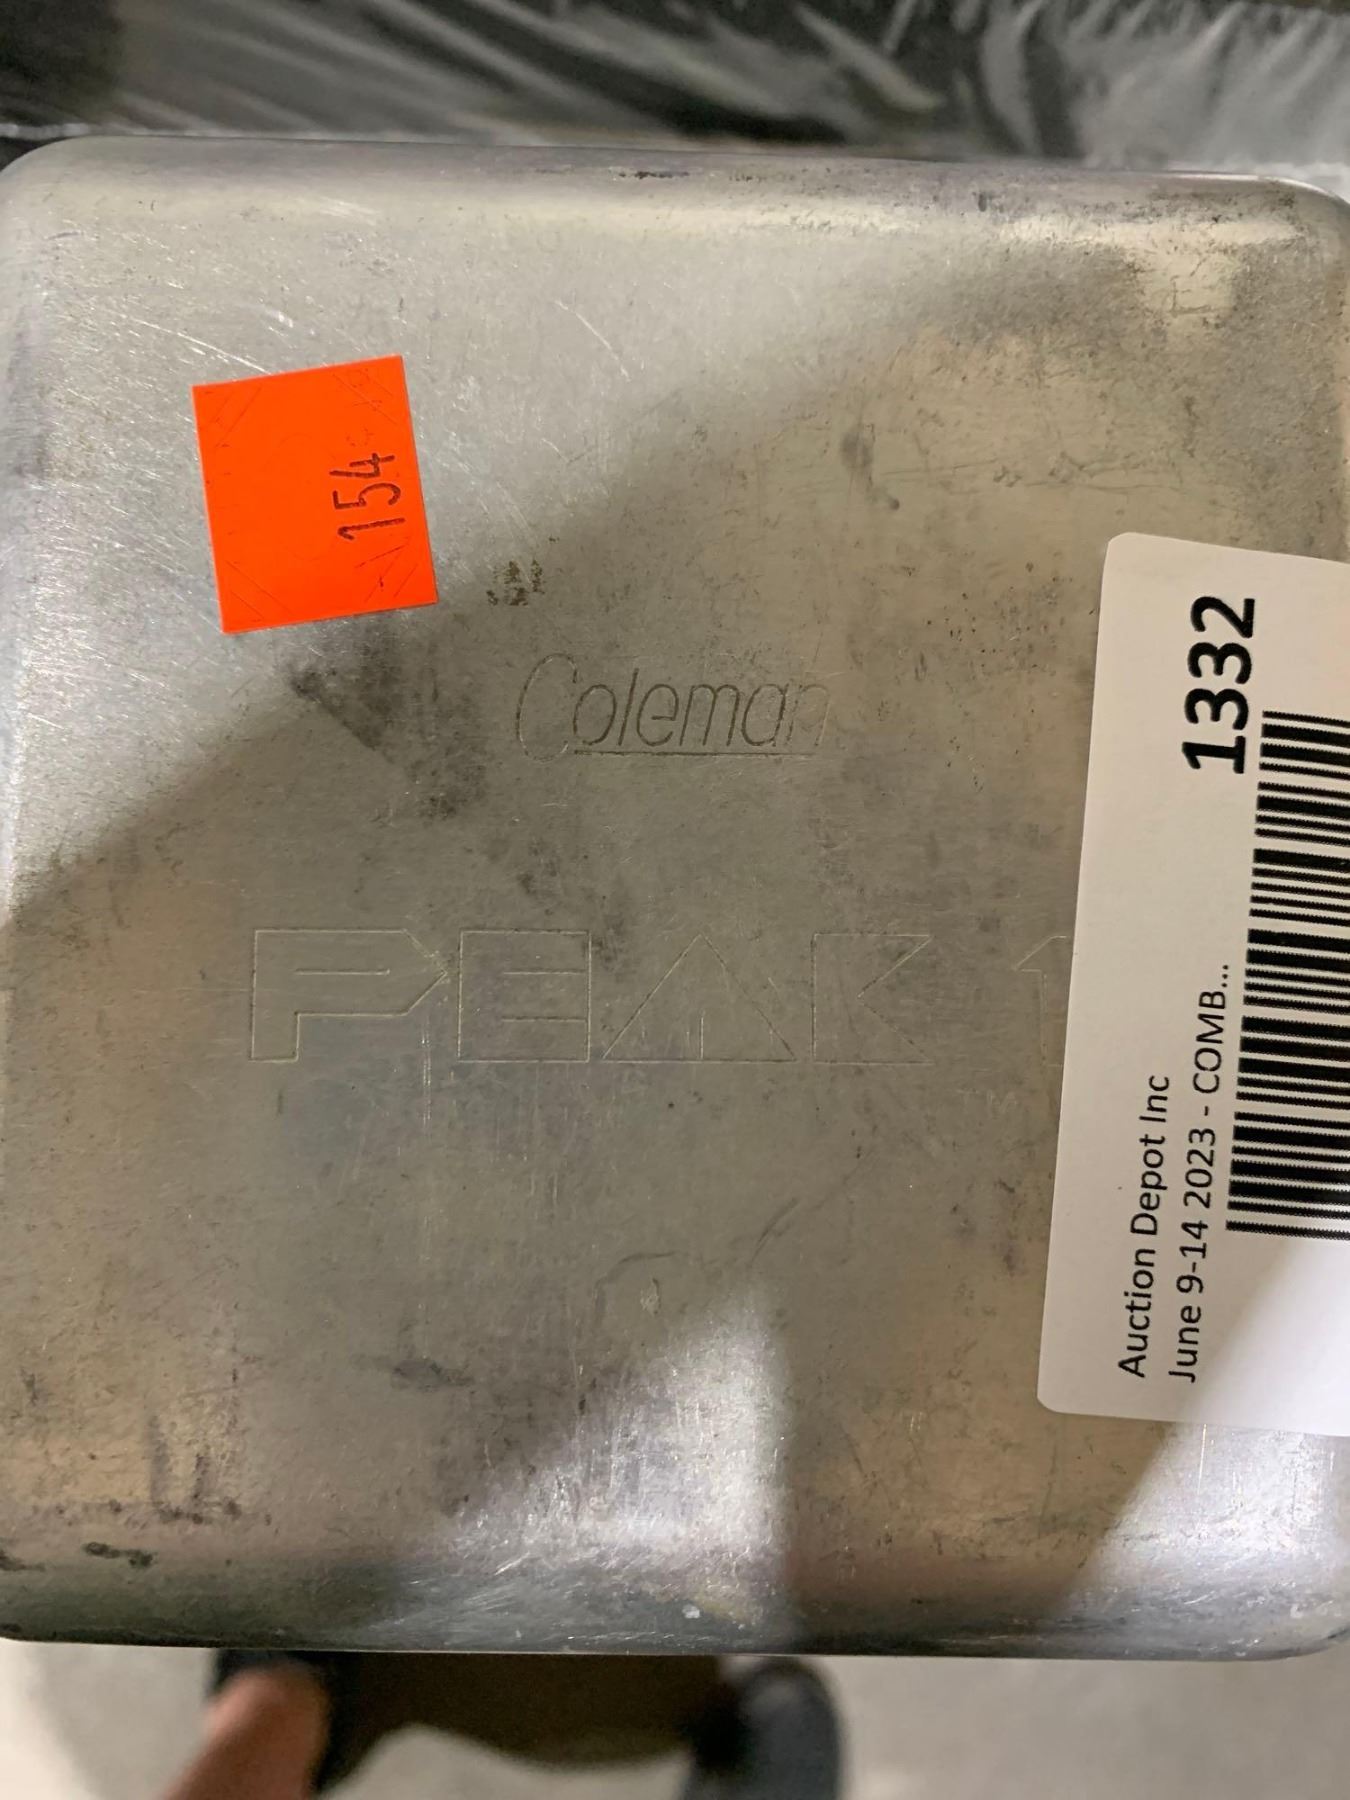 154
Coleman
PEAK 1
1332
Auction Depot Inc
June 9-14 2023 - COMB...